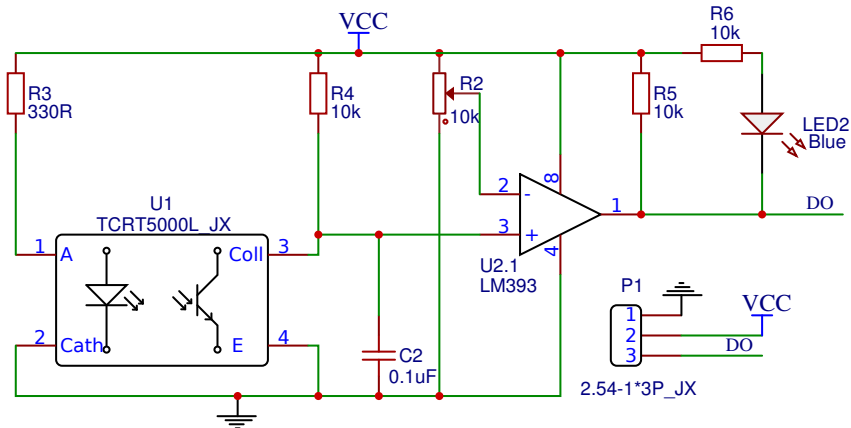 VCC
R6
10k
R3
330R
R4
10k
R2
10k
R5
10k
LED2
Blue
U1
TCRT5000L_JX
1
A
Coll
3
2
Cath
E
4
2
-
3
+
8
4
1
DO
U2.1
LM393
C2
0.1uF
P1
1
2
3
VCC
DO
2.54-1*3P_JX